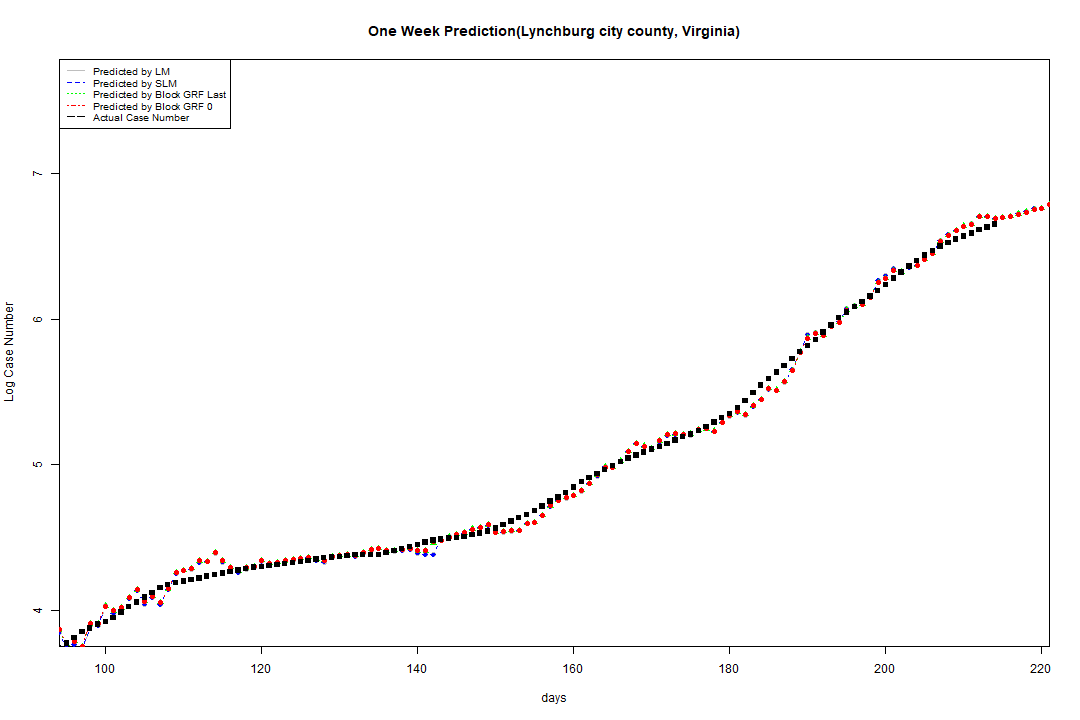 One Week Prediction(Lynchburg city county, Virginia)
Predicted by LM
Predicted by SLM
Predicted by Block GRF Last
Predicted by Block GRF 0
Actual Case Number
7
6
5
4
Log Case Number
100 120 140 160 180 200 220
days